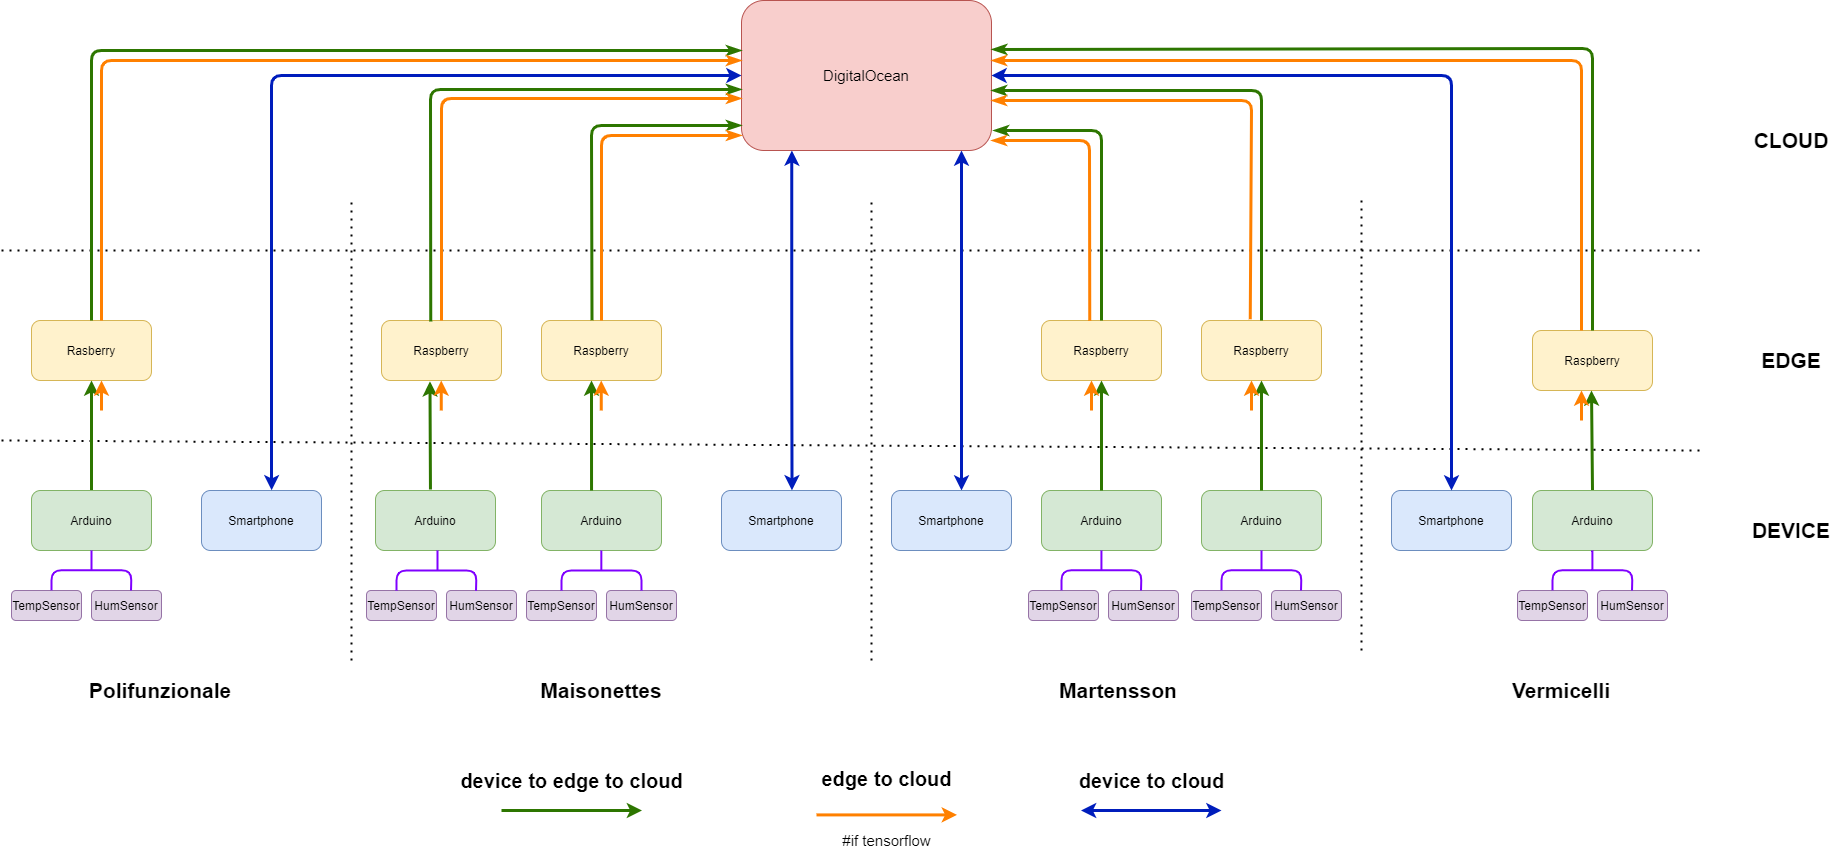 DigitalOcean
CLOUD
Rasberry
Raspberry
Raspberry
Raspberry
Raspberry
Raspberry
EDGE
Arduino
Smartphone
Arduino
Arduino
Smartphone
Smartphone
Arduino
Arduino
Smartphone
Arduino
DEVICE
TempSensor
HumSensor
TempSensor
HumSensor
TempSensor
HumSensor
TempSensor
HumSensor
TempSensor
HumSensor
TempSensor
HumSensor
Polifunzionale
Maisonettes
Martensson
Vermicelli
device to edge to cloud
edge to cloud
device to cloud
#if tensorflow